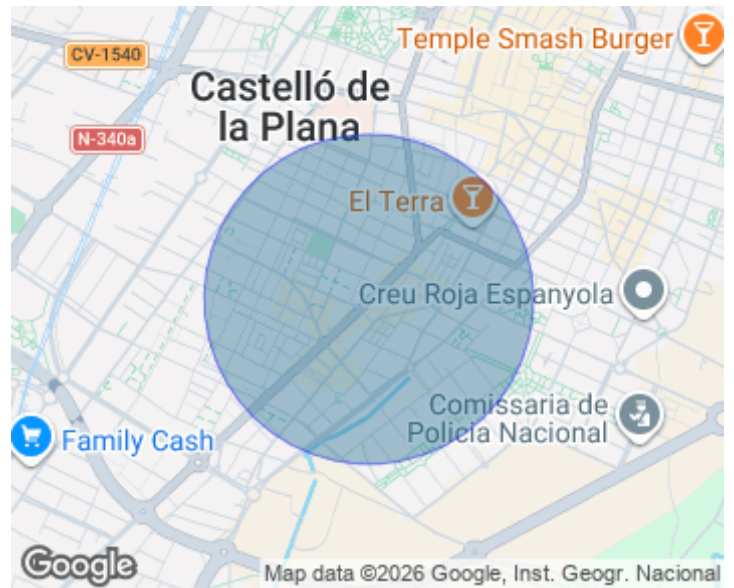 Temple Smash Burger
CV-1540
Castelló de
la Plana
N-340a
El Terra
Creu Roja Espanyola
Comissaria de
Policia Nacional
Family Cash
Google
Map data ©2026 Google, Inst. Geogr. Nacional